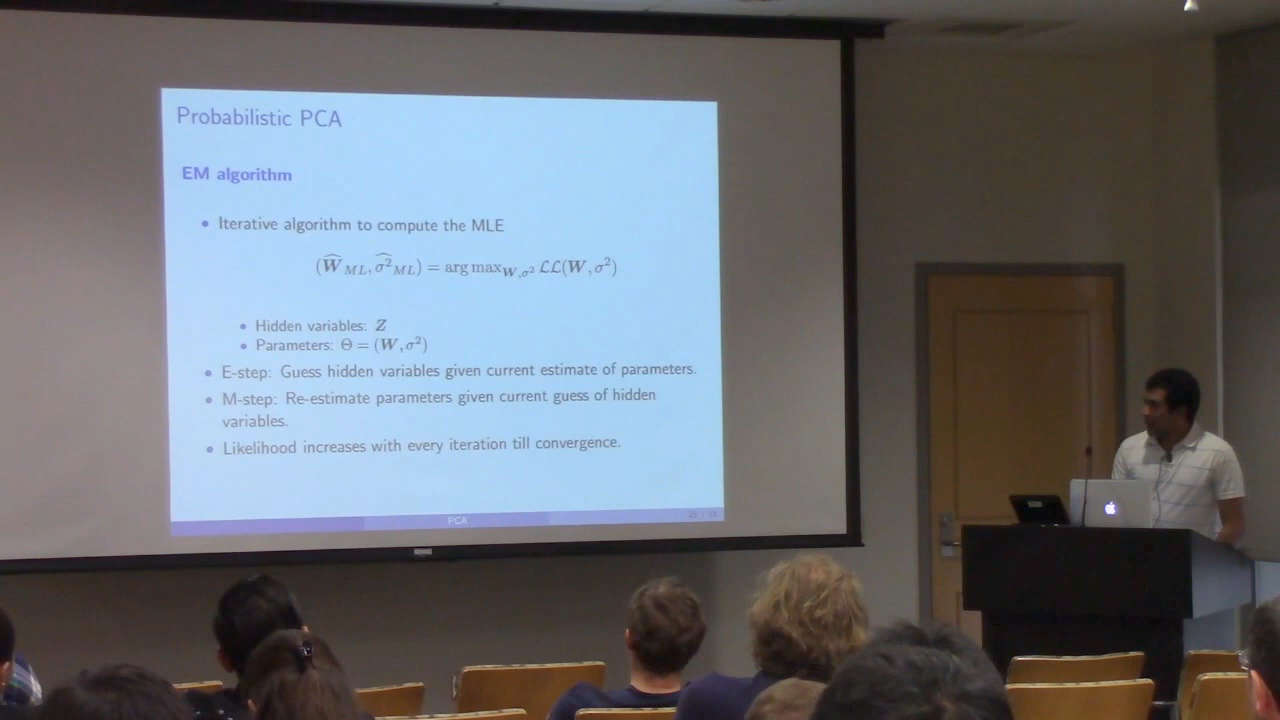 Probabilistic PCA
EM algorithm
• Iterative algorithm to compute the MLE
(Ŵ_ML, σ̂²_ML) = arg max_W,σ² ℒℒ(W, σ²)
• Hidden variables: Z
• Parameters: Θ = (W, σ²)
• E-step: Guess hidden variables given current estimate of parameters.
• M-step: Re-estimate parameters given current guess of hidden
variables.
• Likelihood increases with every iteration till convergence.
PCA